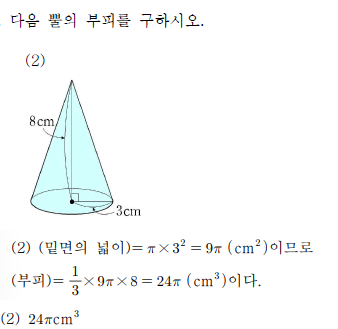 다음 뿔의 부피를 구하시오.
(2)
8cm
3cm
(2) (밑면의 넓이)=π×3²=9π (cm²)이므로
(부피)=1/3×9π×8=24π (cm³)이다.
(2) 24πcm³